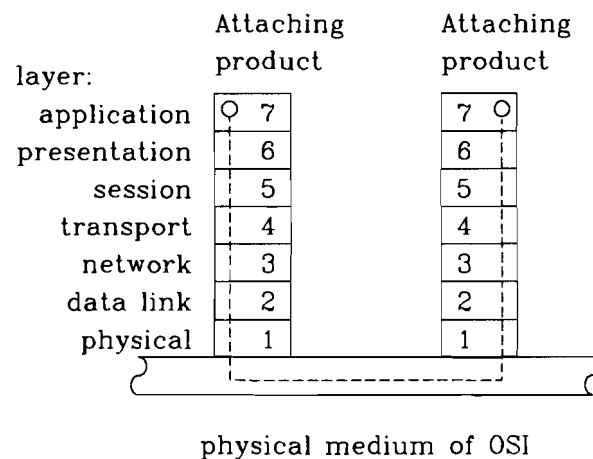 Attaching product
Attaching product
layer:
application 7 7
presentation 6 6
session 5 5
transport 4 4
network 3 3
data link 2 2
physical 1 1
physical medium of OSI